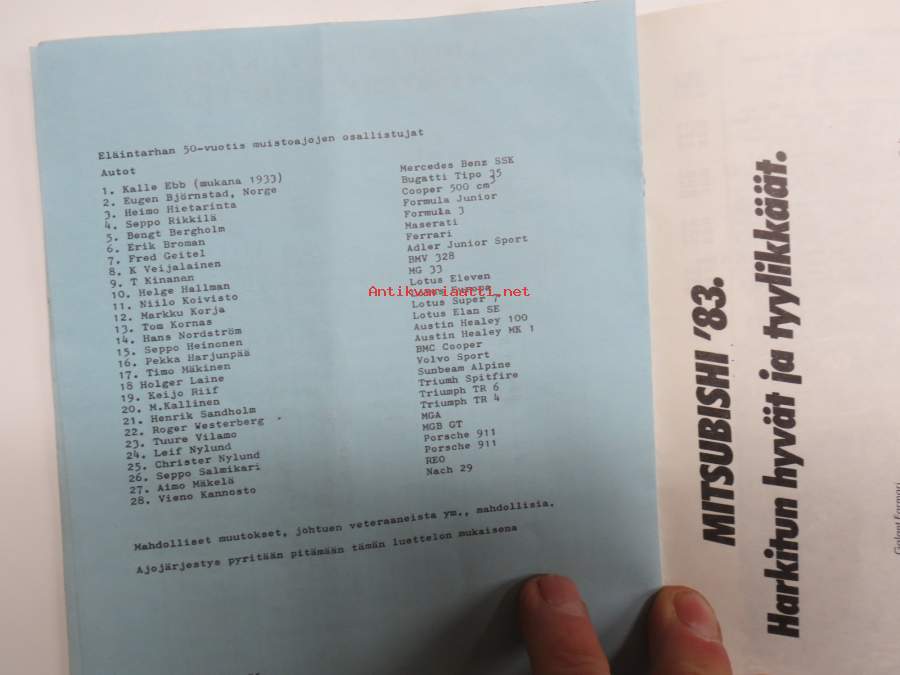 Eläintarhan 50-vuotis muistoajojen osallistujat
Autot
1. Kalle Ebb (mukana 1933) Mercedes Benz SSK
2. Eugen Björnstad, Norge Bugatti Tipo 35
3. Heimo Hietarinta Cooper 500 cm3
4. Seppo Rikkilä Formula Junior
5. Bengt Bergholm Formula 3
6. Erik Broman Maserati
7. Fred Geitel Ferrari
8. K Veijalainen Adler Junior Sport
9. T Kinanen BMV 328
10. Helge Hallman MG 33
11. Niilo Koivisto Lotus Eleven
12. Markku Korja Lotus Europa
13. Tom Kornas Lotus Super 7
14. Hans Nordström Lotus Elan SE
15. Seppo Heinonen Austin Healey 100
16. Pekka Harjunpää Austin Healey MK 1
17. Timo Mäkinen BMC Cooper
18 Holger Laine Volvo Sport
19. Keijo Riif Sunbeam Alpine
20. M.Kallinen Triumh Spitfire
21. Henrik Sandholm Triumph TR 6
22. Roger Westerberg Triumph TR 4
23. Tuure Vilamo MGA
24. Leif Nylund MGB GT
25. Christer Nylund Porsche 911
26. Seppo Salmikari Porsche 911
27. Aimo Mäkelä REO
28. Vieno Kannosto Nach 29
Mahdolliset muutokset, johtuen veteraaneista ym., mahdollisia.
Ajojärjestys pyritään pitämään tämän luettelon mukaisena
Antikvariaatti.net
MITSUBISHI '83.
Harkitun hyvät ja tyylikkäät.